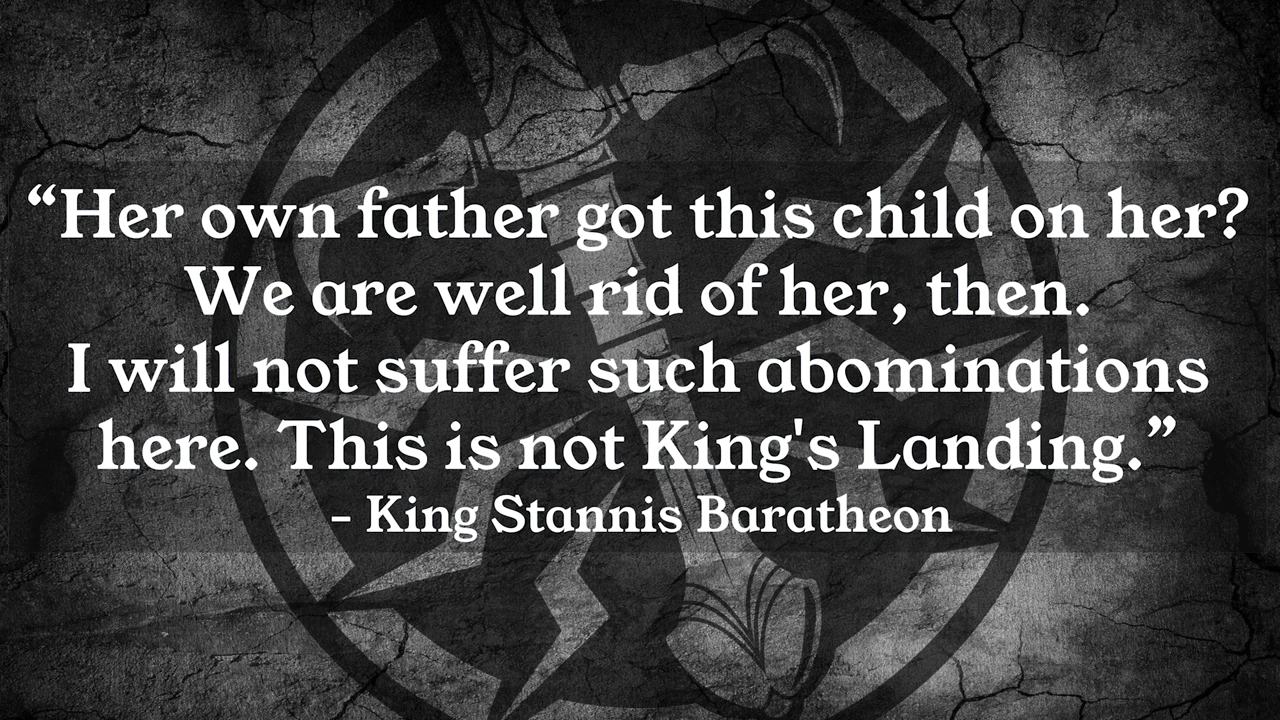 “Her own father got this child on her?
We are well rid of her, then.
I will not suffer such abominations
here. This is not King's Landing.”
- King Stannis Baratheon